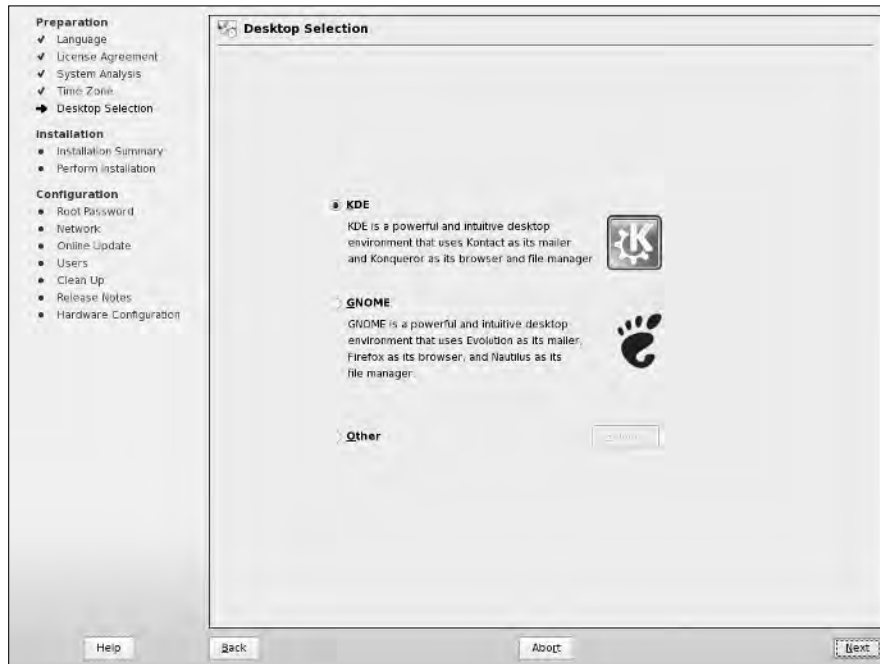 Preparation
Language
License Agreement
System Analysis
Time Zone
Desktop Selection
Installation
Installation Summary
Perform Installation
Configuration
Root Password
Network
Online Update
Users
Clean Up
Release Notes
Hardware Configuration
Desktop Selection
KDE
KDE is a powerful and intuitive desktop
environment that uses Kontact as its mailer
and Konqueror as its browser and file manager
GNOME
GNOME is a powerful and intuitive desktop
environment that uses Evolution as its mailer,
Firefox as its browser, and Nautilus as its
file manager.
Other
Help
Back
Abort
Next